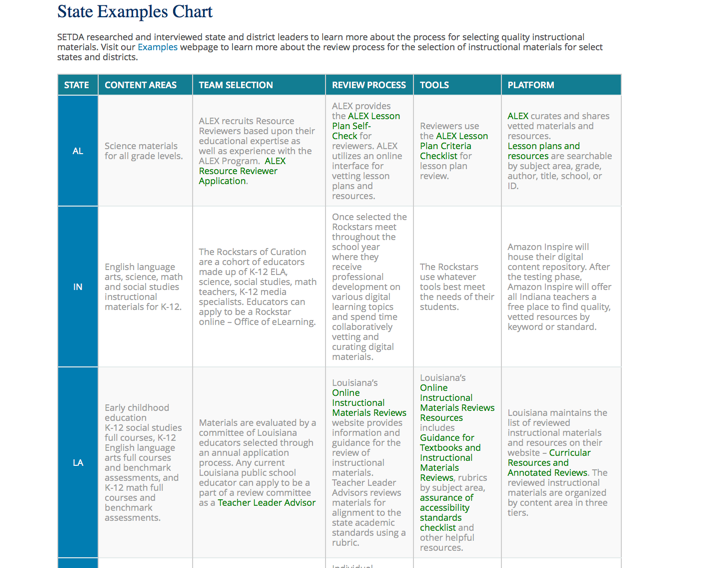 State Examples Chart
SETDA researched and interviewed state and district leaders to learn more about the process for selecting quality instructional
materials. Visit our Examples webpage to learn more about the review process for the selection of instructional materials for select
states and districts.
STATE CONTENT AREAS TEAM SELECTION REVIEW PROCESS TOOLS PLATFORM
AL
Science materials
for all grade levels.
ALEX recruits Resource
Reviewers based upon their
educational expertise as
well as experience with the
ALEX Program. ALEX
Resource Reviewer
Application.
ALEX provides
the ALEX Lesson
Plan Self-
Check for
reviewers. ALEX
utilizes an online
interface for
vetting lesson
plans and
resources.
Reviewers use
the ALEX Lesson
Plan Criteria
Checklist for
lesson plan
review.
ALEX curates and shares
vetted materials and
resources.
Lesson plans and
resources are searchable
by subject area, grade,
author, title, school, or
ID.
IN
English language
arts, science, math
and social studies
instructional
materials for K-12.
The Rockstars of Curation
are a cohort of educators
made up of K-12 ELA,
science, social studies, math
teachers, K-12 media
specialists. Educators can
apply to be a Rockstar
online – Office of eLearning.
Once selected the
Rockstars meet
throughout the
school year
where they
receive
professional
development on
various digital
learning topics
and spend time
collaboratively
vetting and
curating digital
materials.
The Rockstars
use whatever
tools best meet
the needs of their
students.
Amazon Inspire will
house their digital
content repository. After
the testing phase,
Amazon Inspire will offer
all Indiana teachers a
free place to find quality,
vetted resources by
keyword or standard.
LA
Early childhood
education
K-12 social studies
full courses, K-12
English language
arts full courses
and benchmark
assessments, and
K-12 math full
courses and
benchmark
assessments.
Materials are evaluated by a
committee of Louisiana
educators selected through
an annual application
process. Any current
Louisiana public school
educator can apply to be a
part of a review committee
as a Teacher Leader Advisor
Louisiana's
Online
Instructional
Materials Reviews
website provides
information and
guidance for the
review of
instructional
materials.
Teacher Leader
Advisors reviews
materials for
alignment to the
state academic
standards using a
rubric.
Louisiana's
Online
Instructional
Materials Reviews
Resources
includes
Guidance for
Textbooks and
Instructional
Materials
Reviews, rubrics
by subject area,
assurance of
accessibility
standards
checklist and
other helpful
resources.
Louisiana maintains the
list of reviewed
instructional materials
and resources on their
website – Curricular
Resources and
Annotated Reviews. The
reviewed instructional
materials are organized
by content area in three
tiers.
Individual